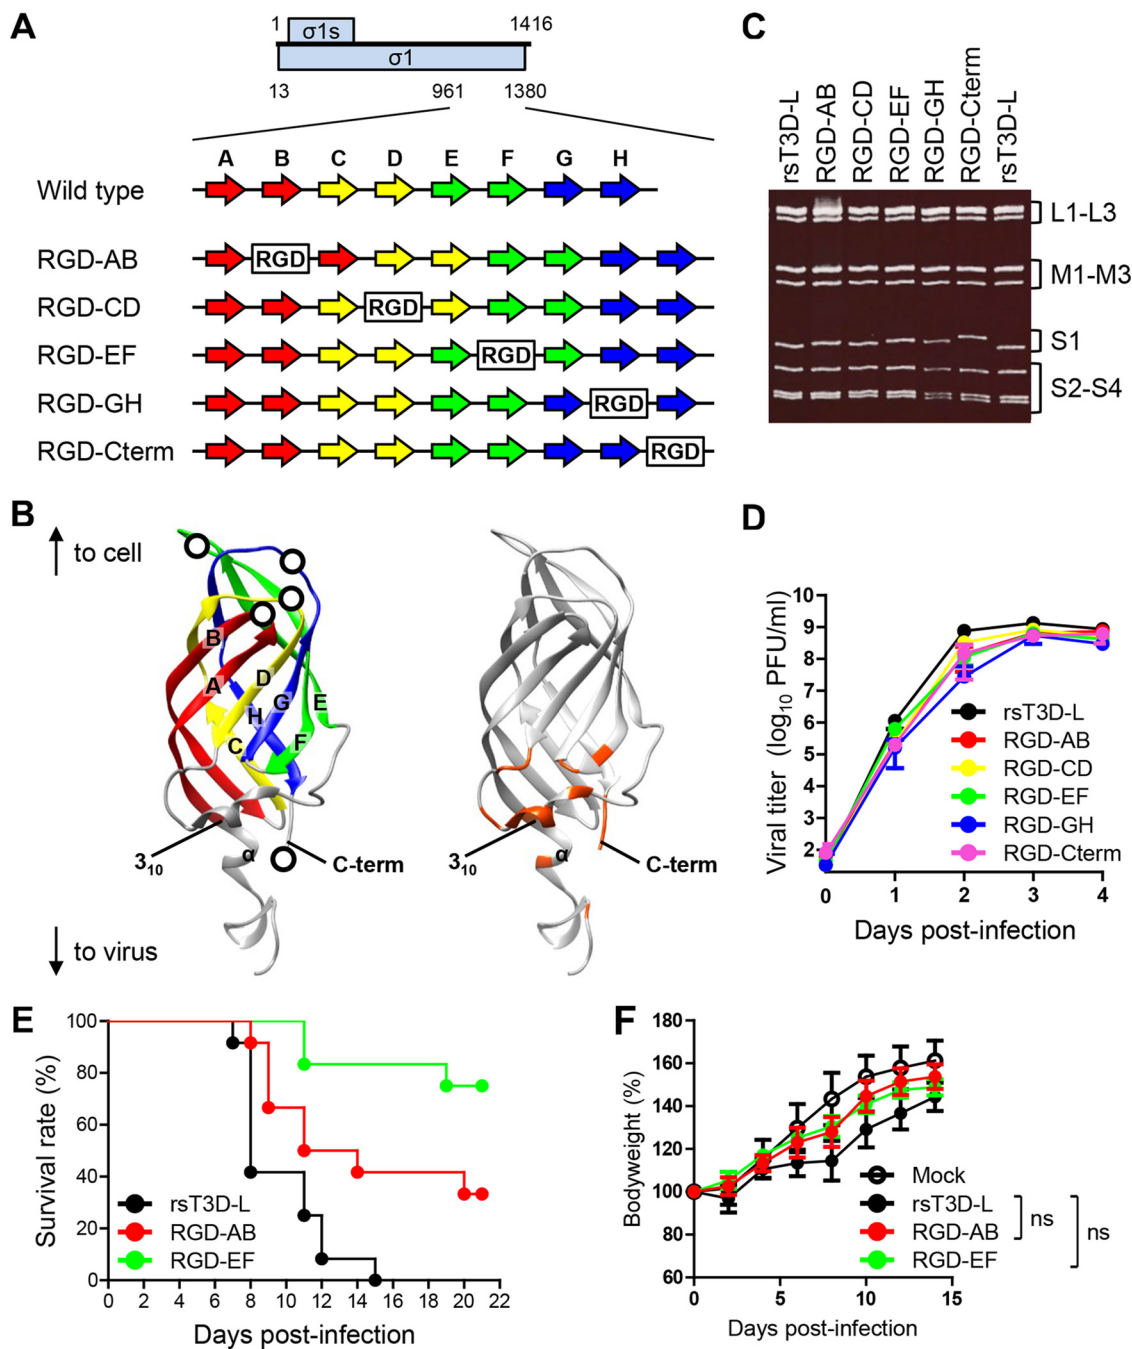 A
1
1416
σ1s
σ1
13
961
1380
A B C D E F G H
Wild type
RGD-AB
RGD
RGD-CD
RGD
RGD-EF
RGD
RGD-GH
RGD
RGD-Cterm
RGD
B
to cell
B
A
D
H
G
E
C
F
3₁₀
α
C-term
3₁₀
α
C-term
to virus
C
rsT3D-L
RGD-AB
RGD-CD
RGD-EF
RGD-GH
RGD-Cterm
rsT3D-L
L1-L3
M1-M3
S1
S2-S4
D
Viral titer (log₁₀ PFU/ml)
10
9
8
7
6
5
4
3
2
0 1 2 3 4
Days post-infection
rsT3D-L
RGD-AB
RGD-CD
RGD-EF
RGD-GH
RGD-Cterm
E
Survival rate (%)
100
80
60
40
20
0
0 2 4 6 8 10 12 14 16 18 20 22
Days post-infection
rsT3D-L
RGD-AB
RGD-EF
F
Bodyweight (%)
180
160
140
120
100
80
60
0 5 10 15
Days post-infection
Mock
rsT3D-L
RGD-AB
RGD-EF
ns
ns